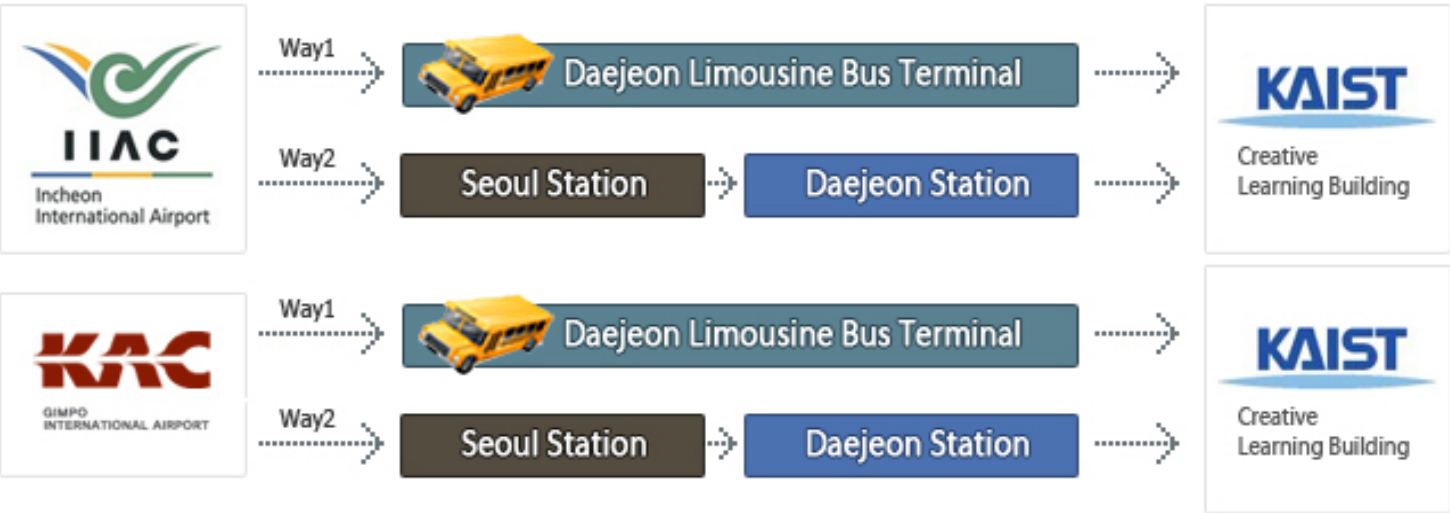 Way1
Daejeon Limousine Bus Terminal
IIAC
Incheon
International Airport
Way2
Seoul Station
Daejeon Station
KAIST
Creative
Learning Building
Way1
Daejeon Limousine Bus Terminal
KAC
GIMPO
INTERNATIONAL AIRPORT
Way2
Seoul Station
Daejeon Station
KAIST
Creative
Learning Building